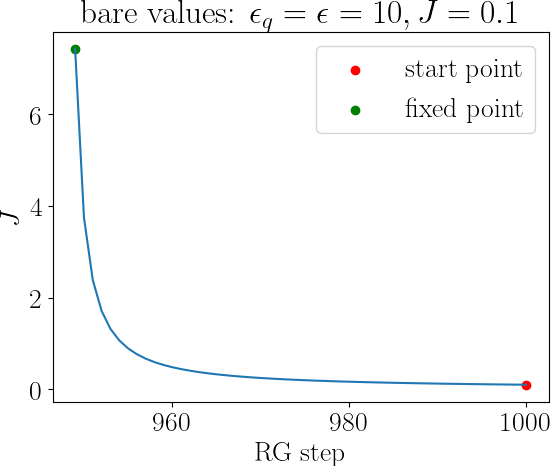 bare values: ϵ_q = ϵ = 10, J = 0.1
start point
fixed point
J
6
4
2
0
960
980
1000
RG step